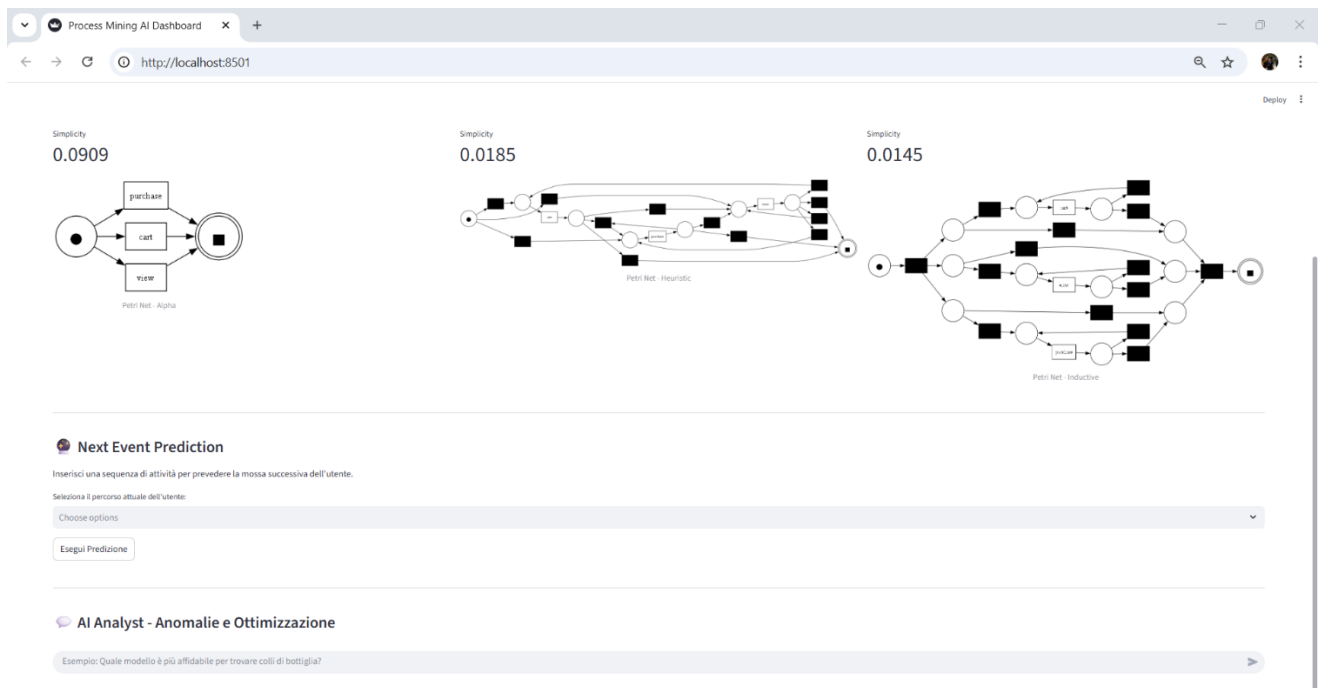 Process Mining AI Dashboard
http://localhost:8501
Deploy
Simplicity
0.0909
purchase
cart
view
Petri Net - Alpha
Simplicity
0.0185
purchase
Petri Net - Heuristic
Simplicity
0.0145
cart
purchase
Petri Net - Inductive
Next Event Prediction
Inserisci una sequenza di attività per prevedere la mossa successiva dell'utente.
Seleziona il percorso attuale dell'utente:
Choose options
Esegui Predizione
AI Analyst - Anomalie e Ottimizzazione
Esempio: Quale modello è più affidabile per trovare colli di bottiglia?